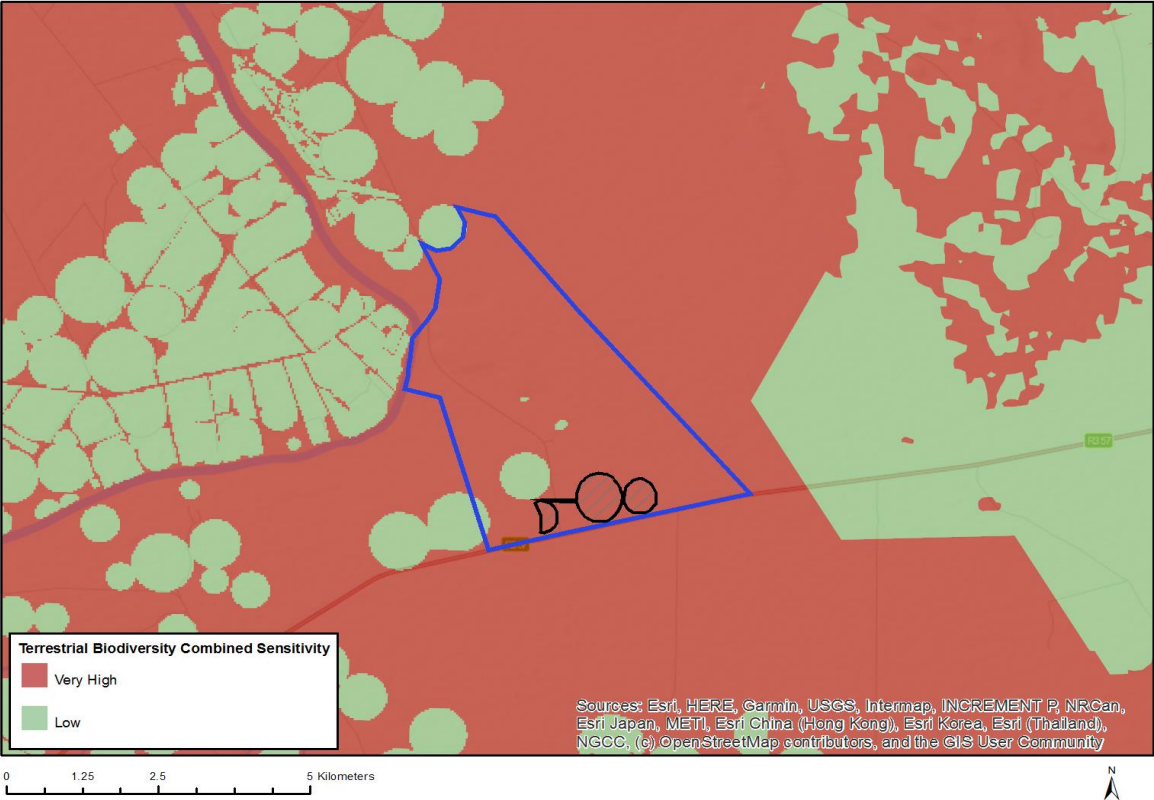 R357
Terrestrial Biodiversity Combined Sensitivity
Very High
Low
Sources: Esri, HERE, Garmin, USGS, Intermap, INCREMENT P, NRCan,
Esri Japan, METI, Esri China (Hong Kong), Esri Korea, Esri (Thailand),
NGCC, (c) OpenStreetMap contributors, and the GIS User Community
0 1.25 2.5 5 Kilometers
N